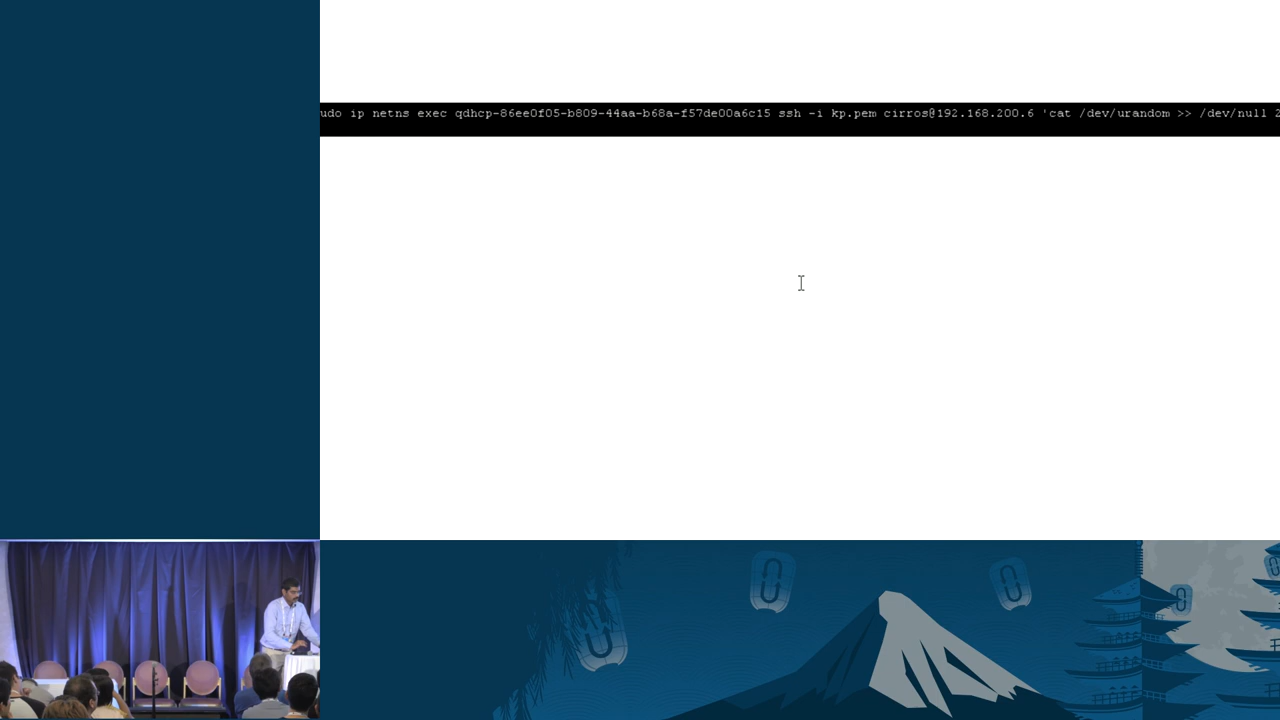 udo ip netns exec qdhcp-86ee0f05-b809-44aa-b68a-f57de00a6c15 ssh -i kp.pem cirros@192.168.200.6 'cat /dev/urandom >> /dev/null 2